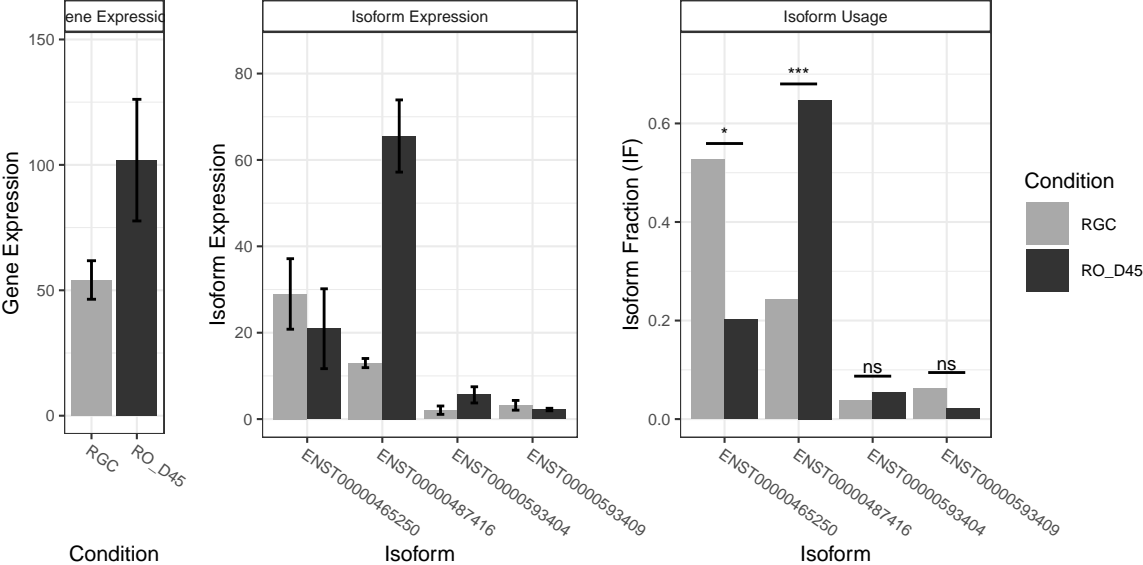 ene Expressio
Isoform Expression
Isoform Usage
Gene Expression
150
100
50
0
RGC
RO_D45
Condition
Isoform Expression
80
60
40
20
0
ENST00000465250
ENST00000487416
ENST00000593404
ENST00000593409
Isoform
Isoform Fraction (IF)
0.6
0.4
0.2
0.0
*
***
ns
ns
ENST00000465250
ENST00000487416
ENST00000593404
ENST00000593409
Isoform
Condition
RGC
RO_D45